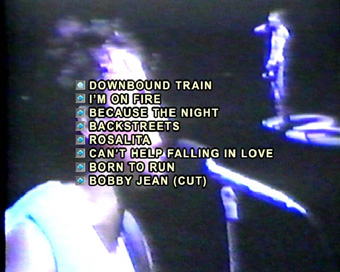 DOWNBOUND TRAIN
I'M ON FIRE
BECAUSE THE NIGHT
BACKSTREETS
ROSALITA
CAN'T HELP FALLING IN LOVE
BORN TO RUN
BOBBY JEAN (CUT)